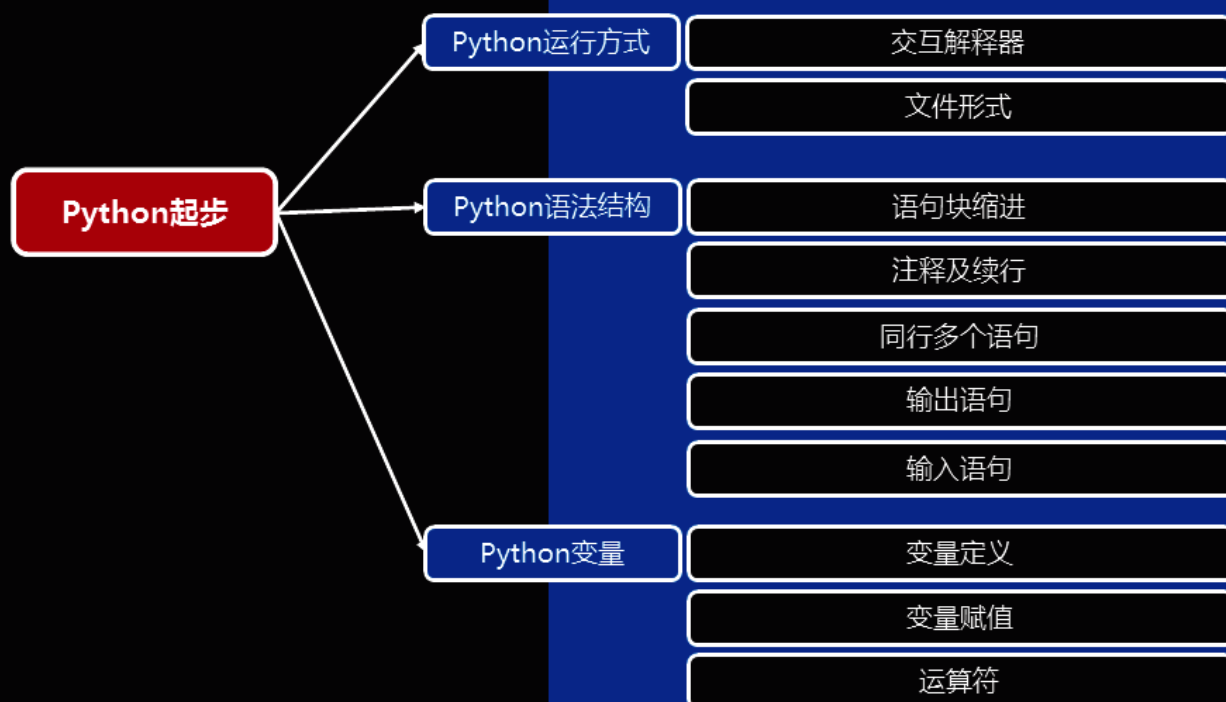 Python起步
Python运行方式
交互解释器
文件形式
Python语法结构
语句块缩进
注释及续行
同行多个语句
输出语句
输入语句
Python变量
变量定义
变量赋值
运算符